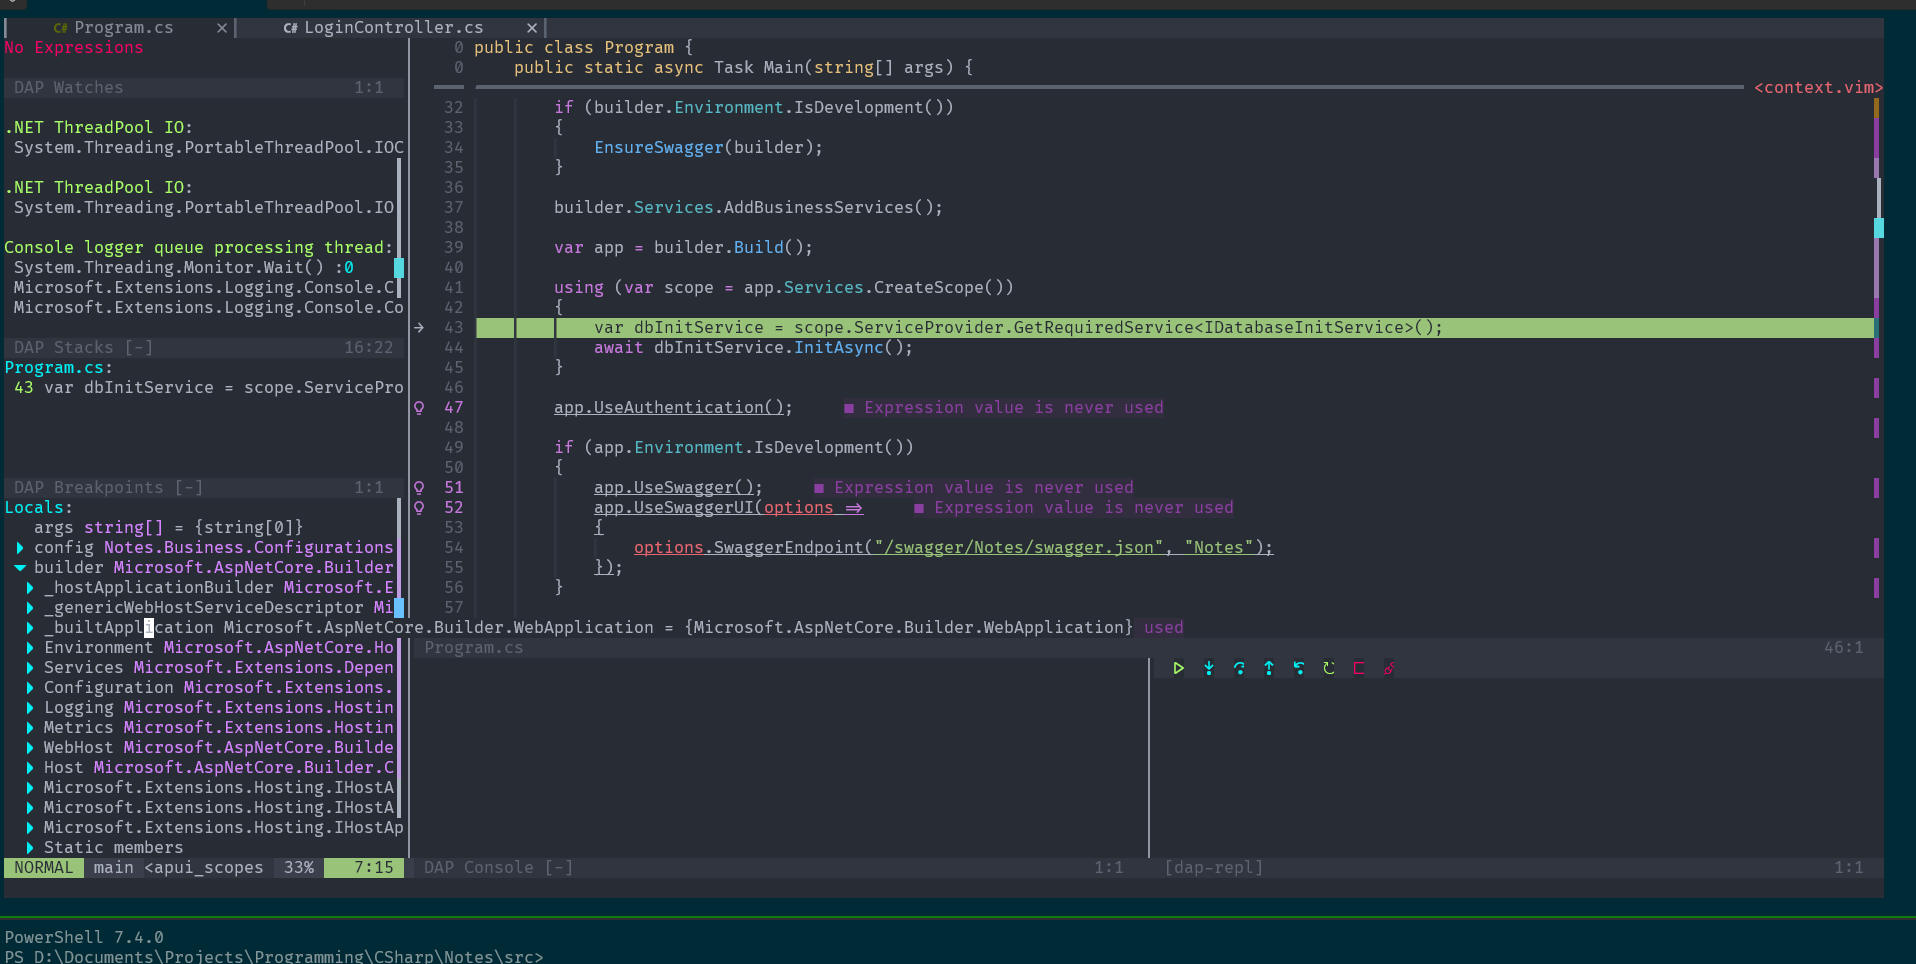 C# Program.cs ✕
C# LoginController.cs ✕
No Expressions
DAP Watches 1:1
.NET ThreadPool IO:
System.Threading.PortableThreadPool.IOC
.NET ThreadPool IO:
System.Threading.PortableThreadPool.IO
Console logger queue processing thread:
System.Threading.Monitor.Wait() :0
Microsoft.Extensions.Logging.Console.C
Microsoft.Extensions.Logging.Console.Co
DAP Stacks [-] 16:22
Program.cs:
43 var dbInitService = scope.ServicePro
DAP Breakpoints [-] 1:1
Locals:
args string[] = {string[0]}
config Notes.Business.Configurations
builder Microsoft.AspNetCore.Builder
_hostApplicationBuilder Microsoft.E
_genericWebHostServiceDescriptor Mi
_builtApplication Microsoft.AspNetCore.Builder.WebApplication = {Microsoft.AspNetCore.Builder.WebApplication} used
Environment Microsoft.AspNetCore.Ho
Services Microsoft.Extensions.Depen
Configuration Microsoft.Extensions.
Logging Microsoft.Extensions.Hostin
Metrics Microsoft.Extensions.Hostin
WebHost Microsoft.AspNetCore.Builde
Host Microsoft.AspNetCore.Builder.C
Microsoft.Extensions.Hosting.IHostA
Microsoft.Extensions.Hosting.IHostA
Microsoft.Extensions.Hosting.IHostAp
Static members
NORMAL main <apui_scopes 33% 7:15
0 public class Program {
0 public static async Task Main(string[] args) {
<context.vim>
32 if (builder.Environment.IsDevelopment())
33 {
34 EnsureSwagger(builder);
35 }
36
37 builder.Services.AddBusinessServices();
38
39 var app = builder.Build();
40
41 using (var scope = app.Services.CreateScope())
42 {
→ 43 var dbInitService = scope.ServiceProvider.GetRequiredService<IDatabaseInitService>();
44 await dbInitService.InitAsync();
45 }
46
47 app.UseAuthentication(); ■ Expression value is never used
48
49 if (app.Environment.IsDevelopment())
50 {
51 app.UseSwagger(); ■ Expression value is never used
52 app.UseSwaggerUI(options => ■ Expression value is never used
53 {
54 options.SwaggerEndpoint("/swagger/Notes/swagger.json", "Notes");
55 });
56 }
57
Program.cs 46:1
DAP Console [-] 1:1
[dap-repl] 1:1
PowerShell 7.4.0
PS D:\Documents\Projects\Programming\CSharp\Notes\src>